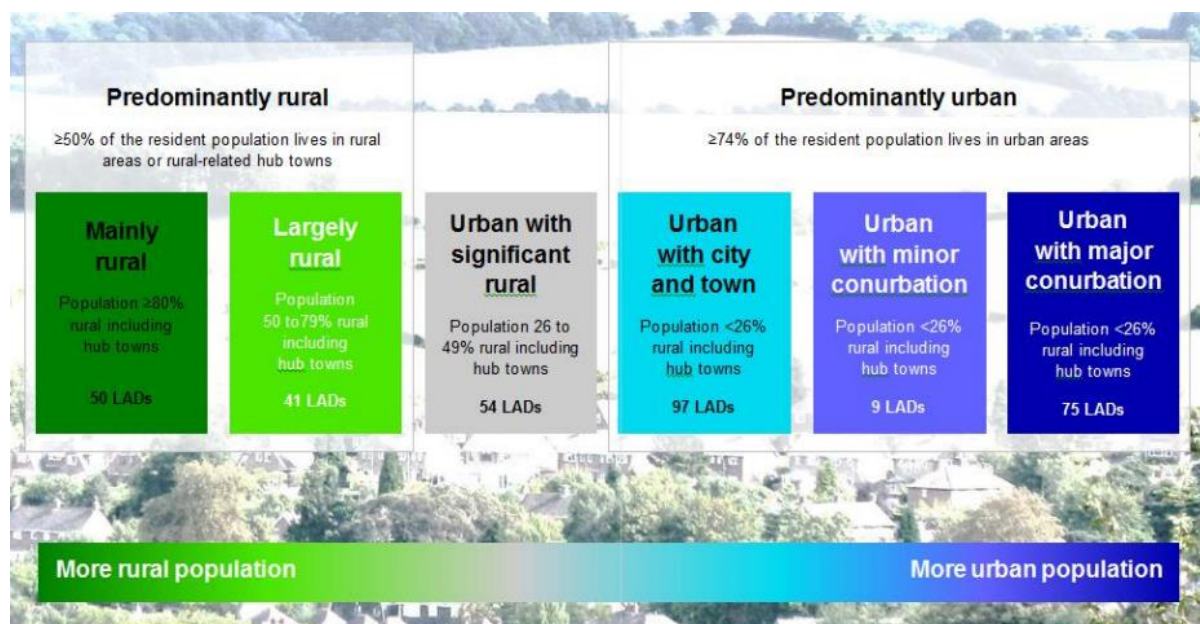 Predominantly rural
≥50% of the resident population lives in rural
areas or rural-related hub towns
Predominantly urban
≥74% of the resident population lives in urban areas
Mainly
rural
Population ≥80%
rural including
hub towns
50 LADs
Largely
rural
Population
50 to79% rural
including
hub towns
41 LADs
Urban with
significant
rural
Population 26 to
49% rural including
hub towns
54 LADs
Urban
with city
and town
Population <26%
rural including
hub towns
97 LADs
Urban
with minor
conurbation
Population <26%
rural including
hub towns
9 LADs
Urban
with major
conurbation
Population <26%
rural including
hub towns
75 LADs
More rural population
More urban population